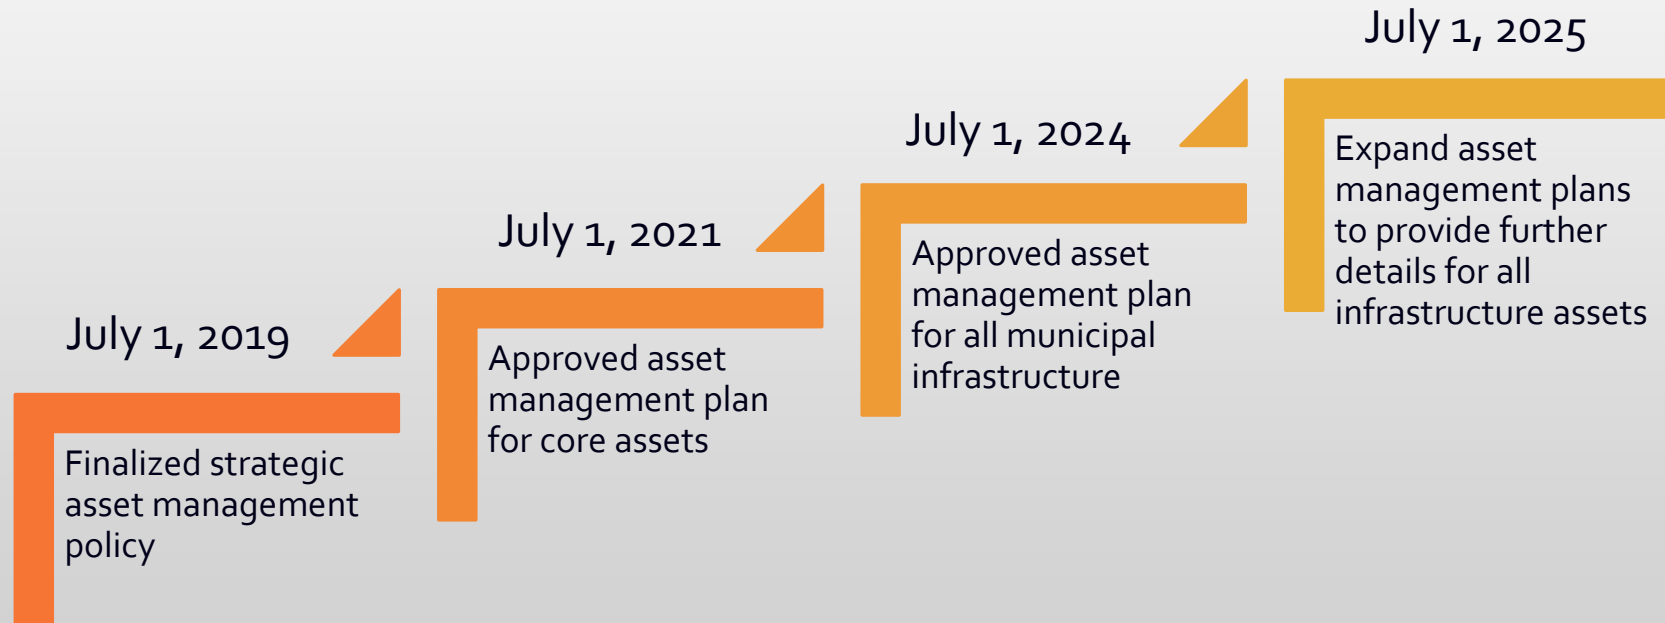 July 1, 2019
Finalized strategic
asset management
policy
July 1, 2021
Approved asset
management plan
for core assets
July 1, 2024
Approved asset
management plan
for all municipal
infrastructure
July 1, 2025
Expand asset
management plans
to provide further
details for all
infrastructure assets